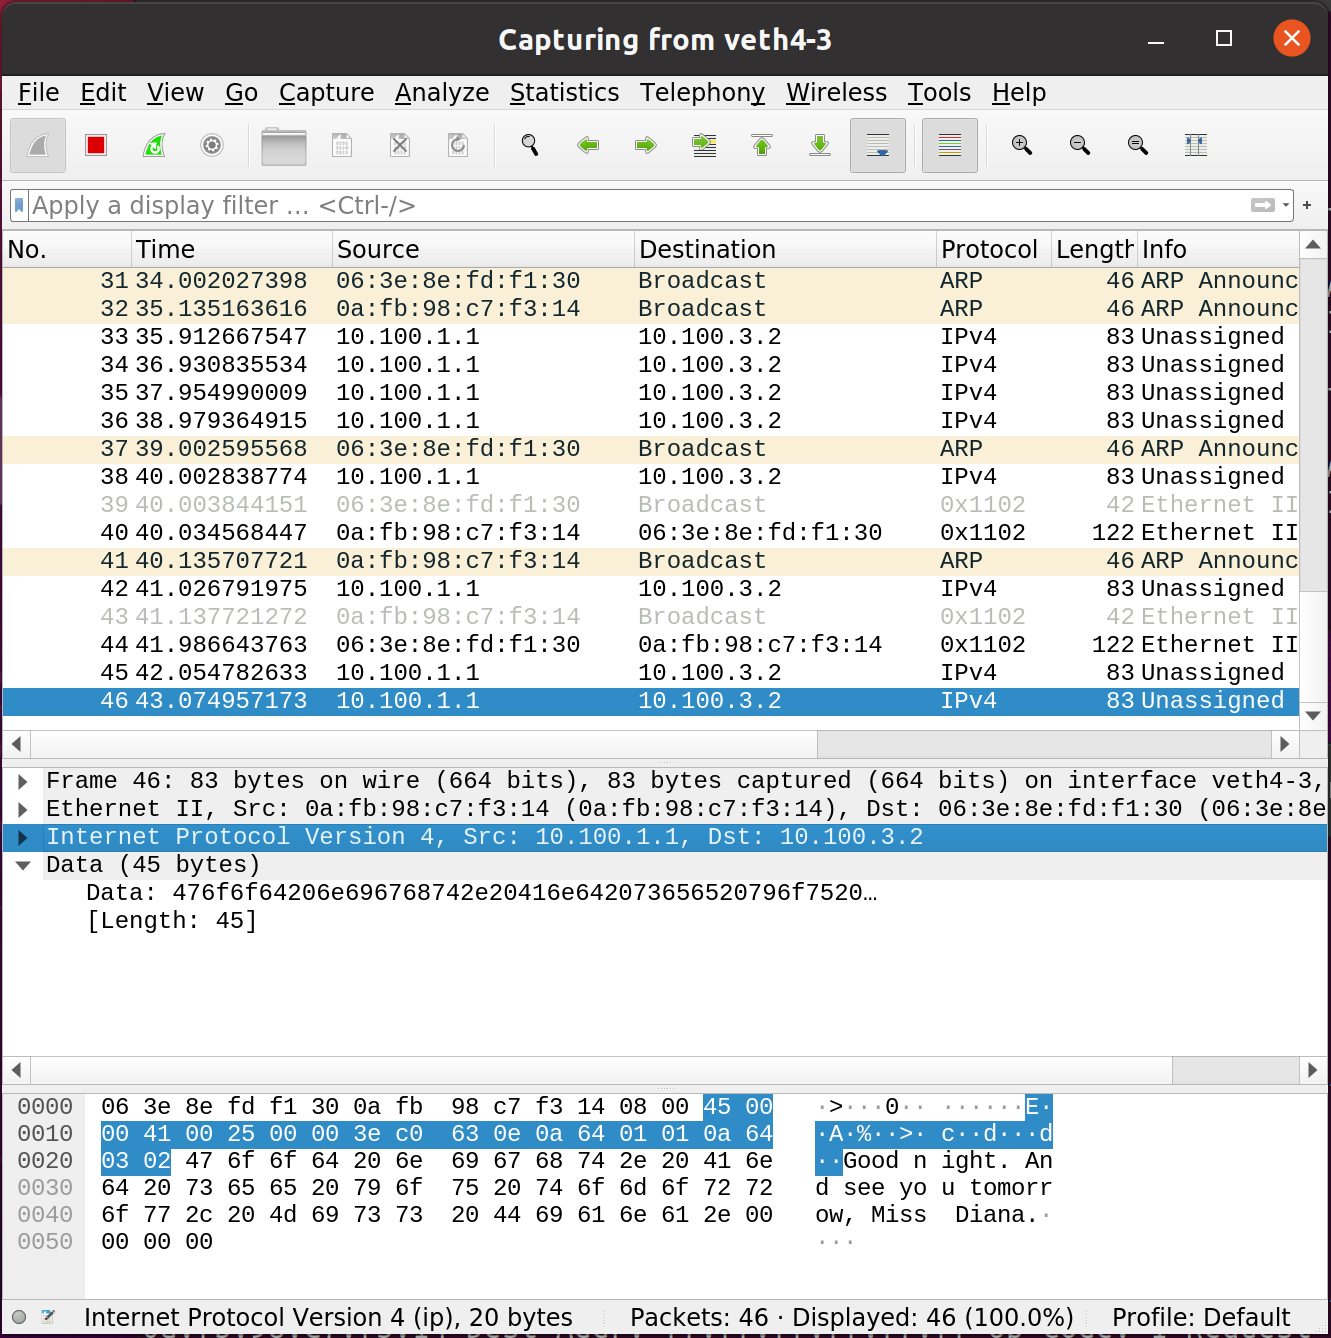 Capturing from veth4-3
File Edit View Go Capture Analyze Statistics Telephony Wireless Tools Help
Apply a display filter ... <Ctrl-/>
No. Time Source Destination Protocol Length Info
31 34.002027398 06:3e:8e:fd:f1:30 Broadcast ARP 46 ARP Announc
32 35.135163616 0a:fb:98:c7:f3:14 Broadcast ARP 46 ARP Announc
33 35.912667547 10.100.1.1 10.100.3.2 IPv4 83 Unassigned
34 36.930835534 10.100.1.1 10.100.3.2 IPv4 83 Unassigned
35 37.954990009 10.100.1.1 10.100.3.2 IPv4 83 Unassigned
36 38.979364915 10.100.1.1 10.100.3.2 IPv4 83 Unassigned
37 39.002595568 06:3e:8e:fd:f1:30 Broadcast ARP 46 ARP Announc
38 40.002838774 10.100.1.1 10.100.3.2 IPv4 83 Unassigned
39 40.003844151 06:3e:8e:fd:f1:30 Broadcast 0x1102 42 Ethernet II
40 40.034568447 0a:fb:98:c7:f3:14 06:3e:8e:fd:f1:30 0x1102 122 Ethernet II
41 40.135707721 0a:fb:98:c7:f3:14 Broadcast ARP 46 ARP Announc
42 41.026791975 10.100.1.1 10.100.3.2 IPv4 83 Unassigned
43 41.137721272 0a:fb:98:c7:f3:14 Broadcast 0x1102 42 Ethernet II
44 41.986643763 06:3e:8e:fd:f1:30 0a:fb:98:c7:f3:14 0x1102 122 Ethernet II
45 42.054782633 10.100.1.1 10.100.3.2 IPv4 83 Unassigned
46 43.074957173 10.100.1.1 10.100.3.2 IPv4 83 Unassigned
Frame 46: 83 bytes on wire (664 bits), 83 bytes captured (664 bits) on interface veth4-3,
Ethernet II, Src: 0a:fb:98:c7:f3:14 (0a:fb:98:c7:f3:14), Dst: 06:3e:8e:fd:f1:30 (06:3e:8e
Internet Protocol Version 4, Src: 10.100.1.1, Dst: 10.100.3.2
Data (45 bytes)
Data: 476f6f64206e696768742e20416e642073656520796f7520…
[Length: 45]
0000 06 3e 8e fd f1 30 0a fb 98 c7 f3 14 08 00 45 00 ·>···0·· ······E·
0010 00 41 00 25 00 00 3e c0 63 0e 0a 64 01 01 0a 64 ·A·%··>· c··d···d
0020 03 02 47 6f 6f 64 20 6e 69 67 68 74 2e 20 41 6e ··Good n ight. An
0030 64 20 73 65 65 20 79 6f 75 20 74 6f 6d 6f 72 72 d see yo u tomorr
0040 6f 77 2c 20 4d 69 73 73 20 44 69 61 6e 61 2e 00 ow, Miss Diana.·
0050 00 00 00 ···
Internet Protocol Version 4 (ip), 20 bytes Packets: 46 · Displayed: 46 (100.0%) Profile: Default